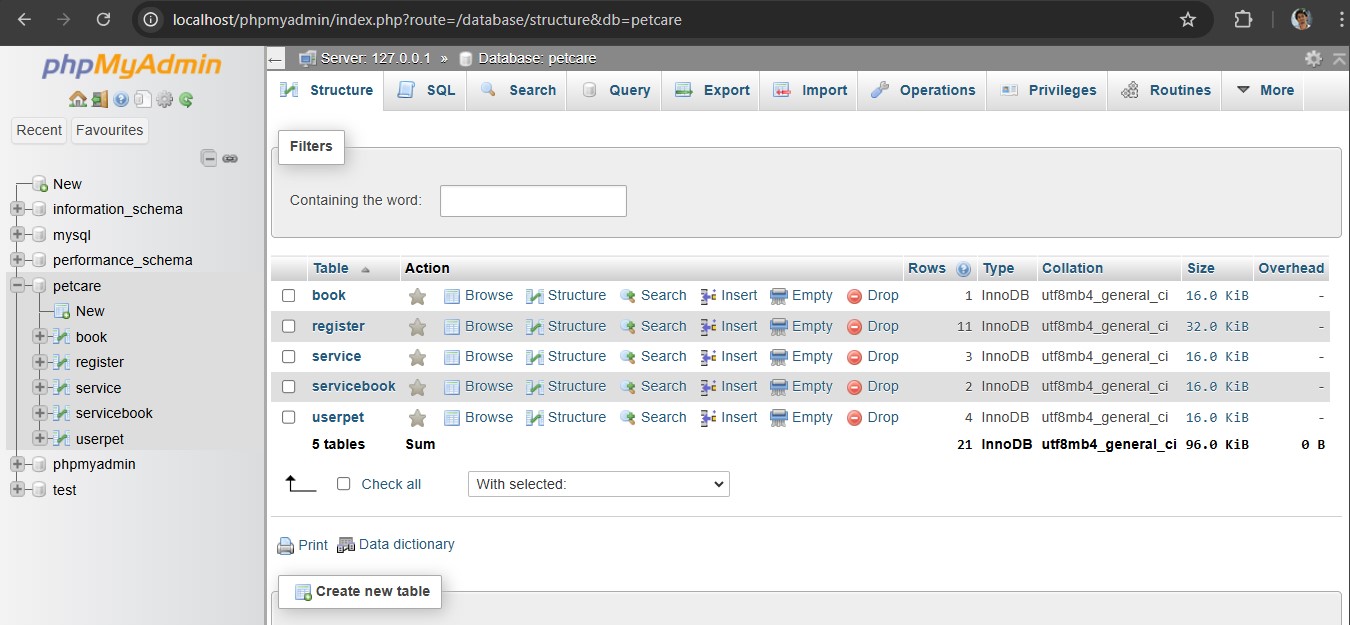 localhost/phpmyadmin/index.php?route=/database/structure&db=petcare
phpMyAdmin
Recent Favourites
New
information_schema
mysql
performance_schema
petcare
New
book
register
service
servicebook
userpet
phpmyadmin
test
Server: 127.0.0.1 » Database: petcare
Structure SQL Search Query Export Import Operations Privileges Routines More
Filters
Containing the word:
Table Action Rows Type Collation Size Overhead
book Browse Structure Search Insert Empty Drop 1 InnoDB utf8mb4_general_ci 16.0 KiB -
register Browse Structure Search Insert Empty Drop 11 InnoDB utf8mb4_general_ci 32.0 KiB -
service Browse Structure Search Insert Empty Drop 3 InnoDB utf8mb4_general_ci 16.0 KiB -
servicebook Browse Structure Search Insert Empty Drop 2 InnoDB utf8mb4_general_ci 16.0 KiB -
userpet Browse Structure Search Insert Empty Drop 4 InnoDB utf8mb4_general_ci 16.0 KiB -
5 tables Sum 21 InnoDB utf8mb4_general_ci 96.0 KiB 0 B
Check all With selected:
Print Data dictionary
Create new table